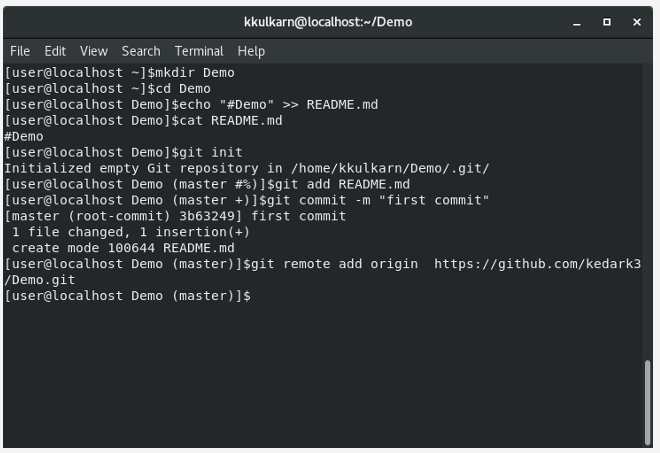 kkulkarn@localhost:~/Demo
File Edit View Search Terminal Help
[user@localhost ~]$mkdir Demo
[user@localhost ~]$cd Demo
[user@localhost Demo]$echo "#Demo" >> README.md
[user@localhost Demo]$cat README.md
#Demo
[user@localhost Demo]$git init
Initialized empty Git repository in /home/kkulkarn/Demo/.git/
[user@localhost Demo (master #%)]$git add README.md
[user@localhost Demo (master +)]$git commit -m "first commit"
[master (root-commit) 3b63249] first commit
 1 file changed, 1 insertion(+)
 create mode 100644 README.md
[user@localhost Demo (master)]$git remote add origin  https://github.com/kedark3
/Demo.git
[user@localhost Demo (master)]$